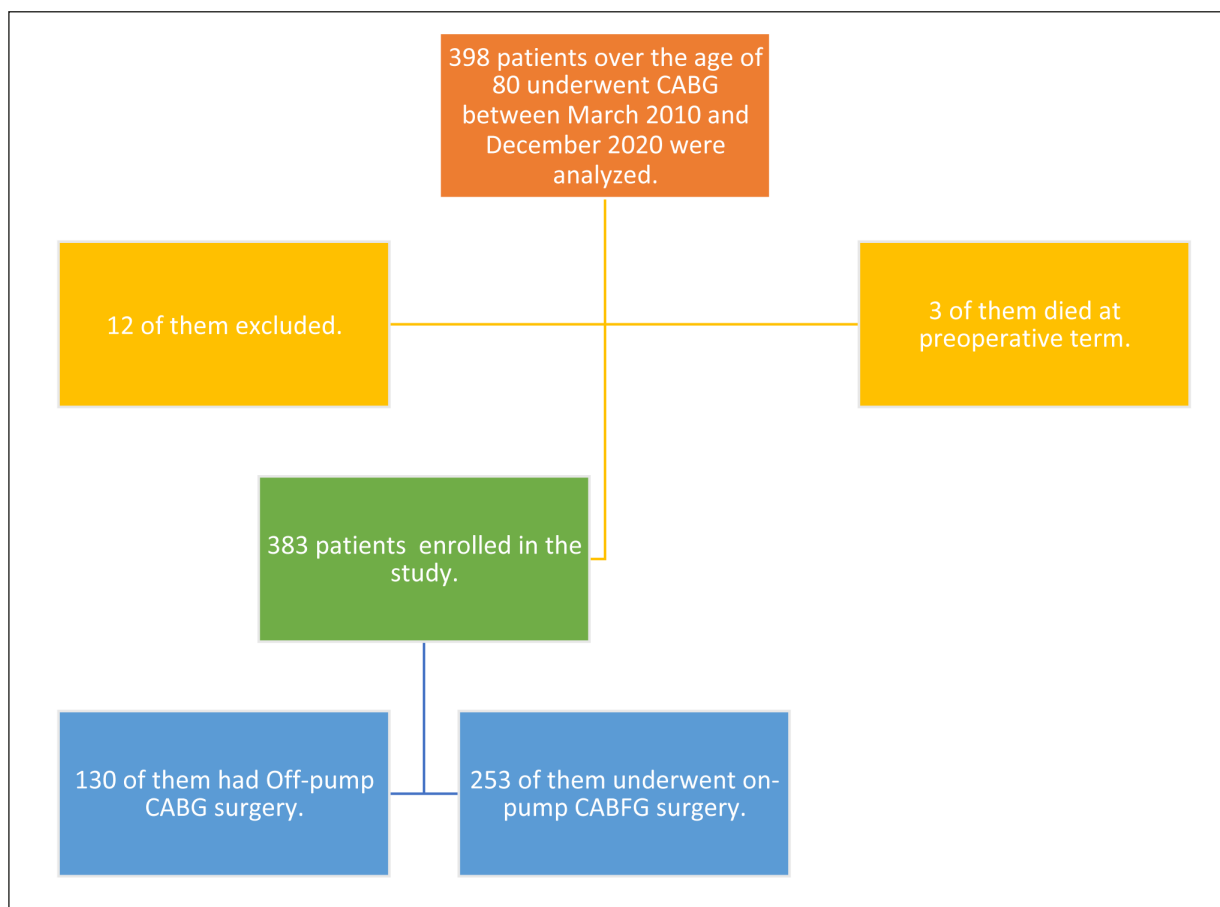 398 patients over the age of
80 underwent CABG
between March 2010 and
December 2020 were
analyzed.
12 of them excluded.
3 of them died at
preoperative term.
383 patients  enrolled in the
study.
130 of them had Off-pump
CABG surgery.
253 of them underwent on-
pump CABFG surgery.